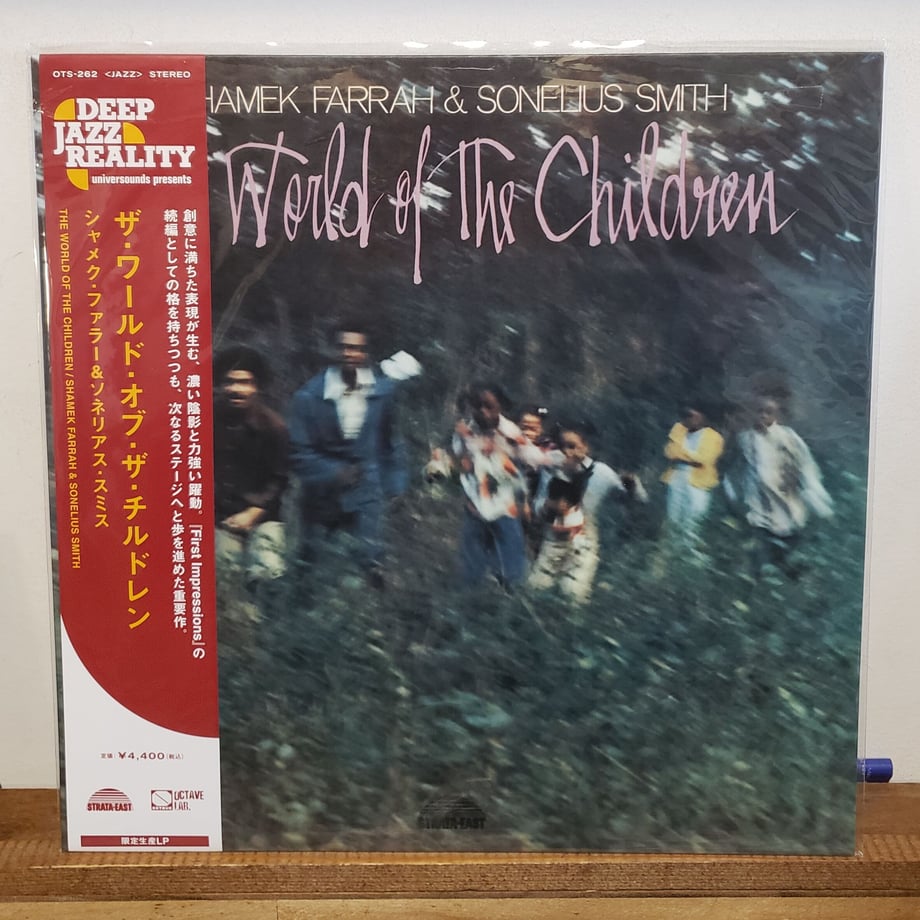 OTS-262 <JAZZ> STEREO
DEEP
JAZZ
REALITY
universounds presents
創意に満ちた表現が生む、濃い陰影と力強い躍動。『First Impressions』の
続編としての格を持ちつつも、次なるステージへと歩を進めた重要作。
ザ・ワールド・オブ・ザ・チルドレン
シャメク・ファラー&ソネリアス・スミス
THE WORLD OF THE CHILDREN / SHAMEK FARRAH & SONELIUS SMITH
定価:¥4,400(税込)
STRATA-EAST
OCTAVE
LAB.
限定生産LP
HAMEK FARRAH & SONELIUS SMITH
World of The Children
STRATA-EAST